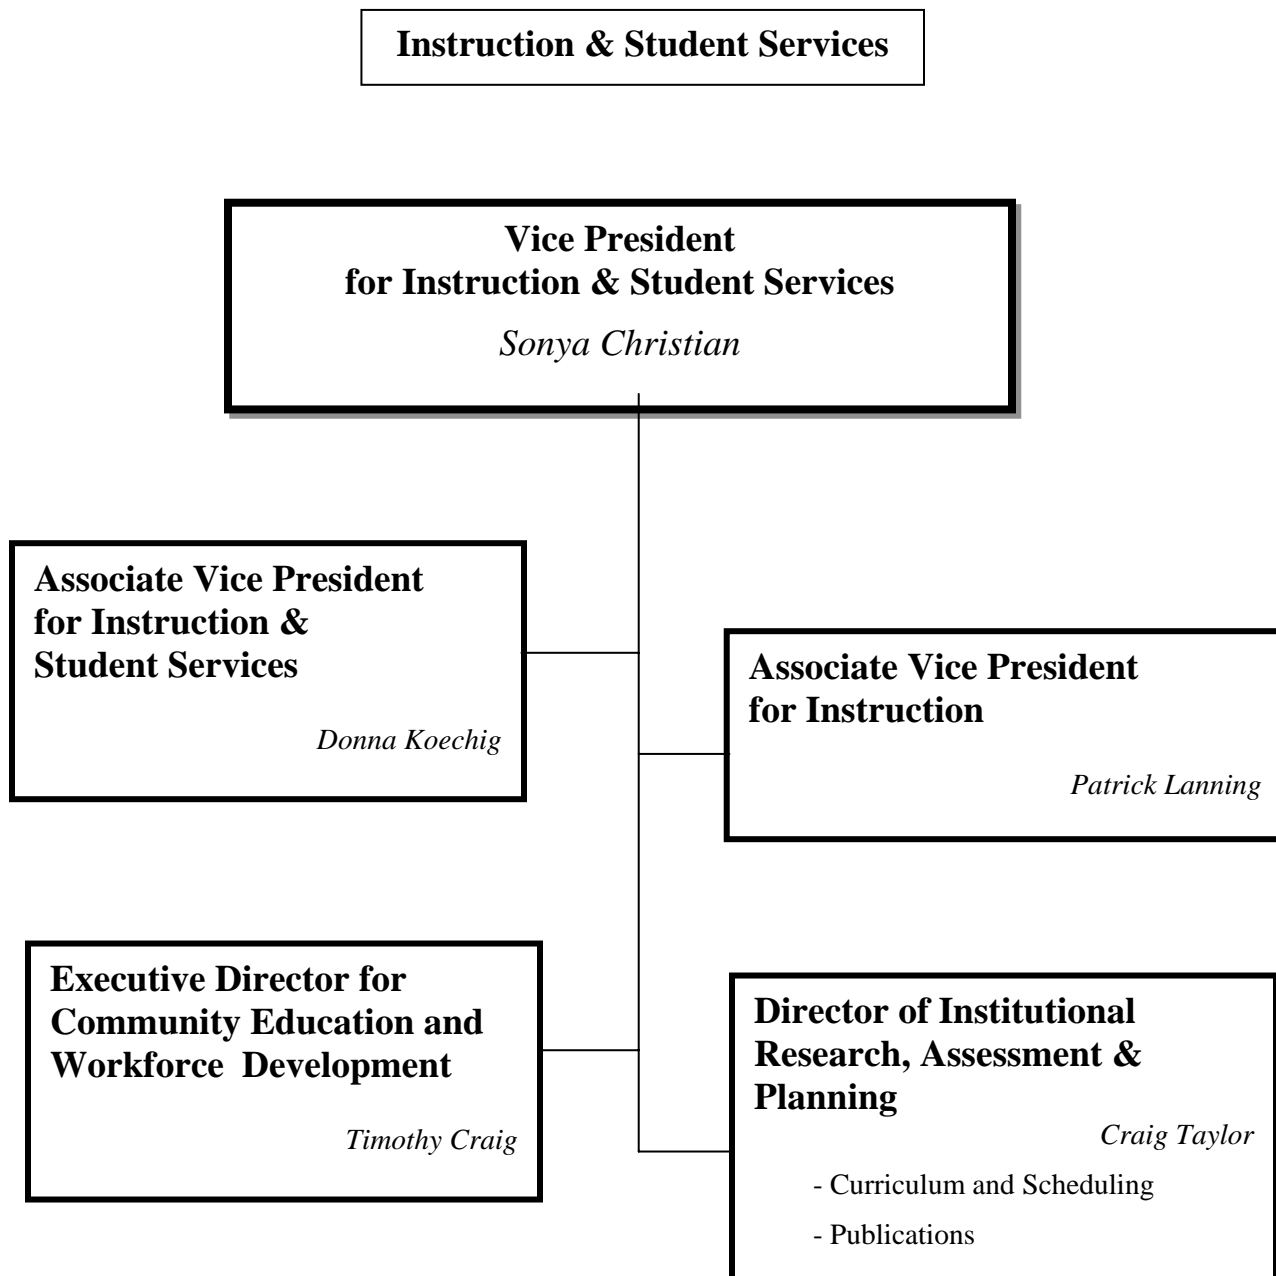 Instruction & Student Services
Vice President
for Instruction & Student Services
Sonya Christian
Associate Vice President
for Instruction &
Student Services
Donna Koechig
Associate Vice President
for Instruction
Patrick Lanning
Executive Director for
Community Education and
Workforce  Development
Timothy Craig
Director of Institutional
Research, Assessment &
Planning
Craig Taylor
- Curriculum and Scheduling
- Publications